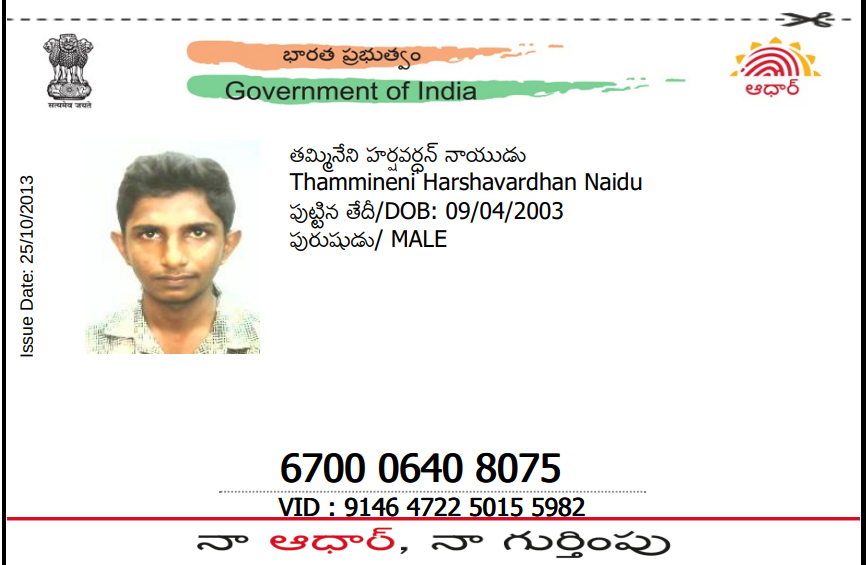 భారత ప్రభుత్వం
Government of India
सत्यमेव जयते
ఆధార్
తమ్మినేని హర్షవర్ధన్ నాయుడు
Thammineni Harshavardhan Naidu
పుట్టిన తేదీ/DOB: 09/04/2003
పురుషుడు/ MALE
Issue Date: 25/10/2013
6700 0640 8075
VID : 9146 4722 5015 5982
నా ఆధార్, నా గుర్తింపు